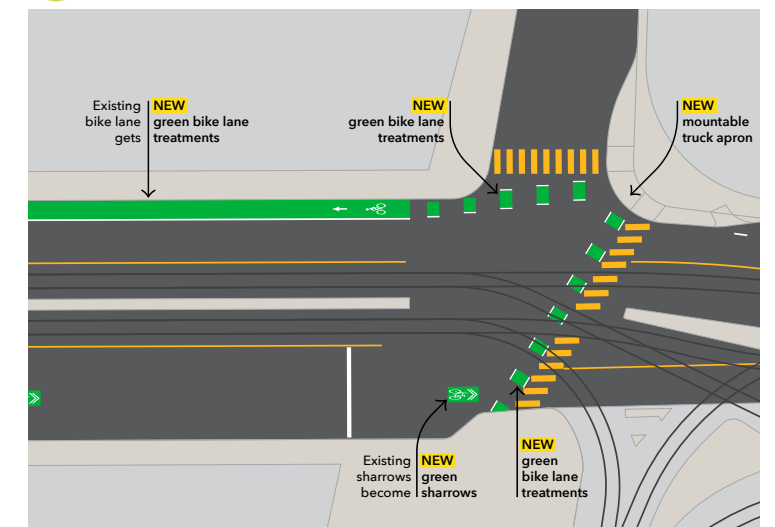 Existing NEW
bike lane green bike lane
gets treatments
NEW
green bike lane
treatments
NEW
mountable
truck apron
Existing NEW
sharrows green
become sharrows
NEW
green
bike lane
treatments